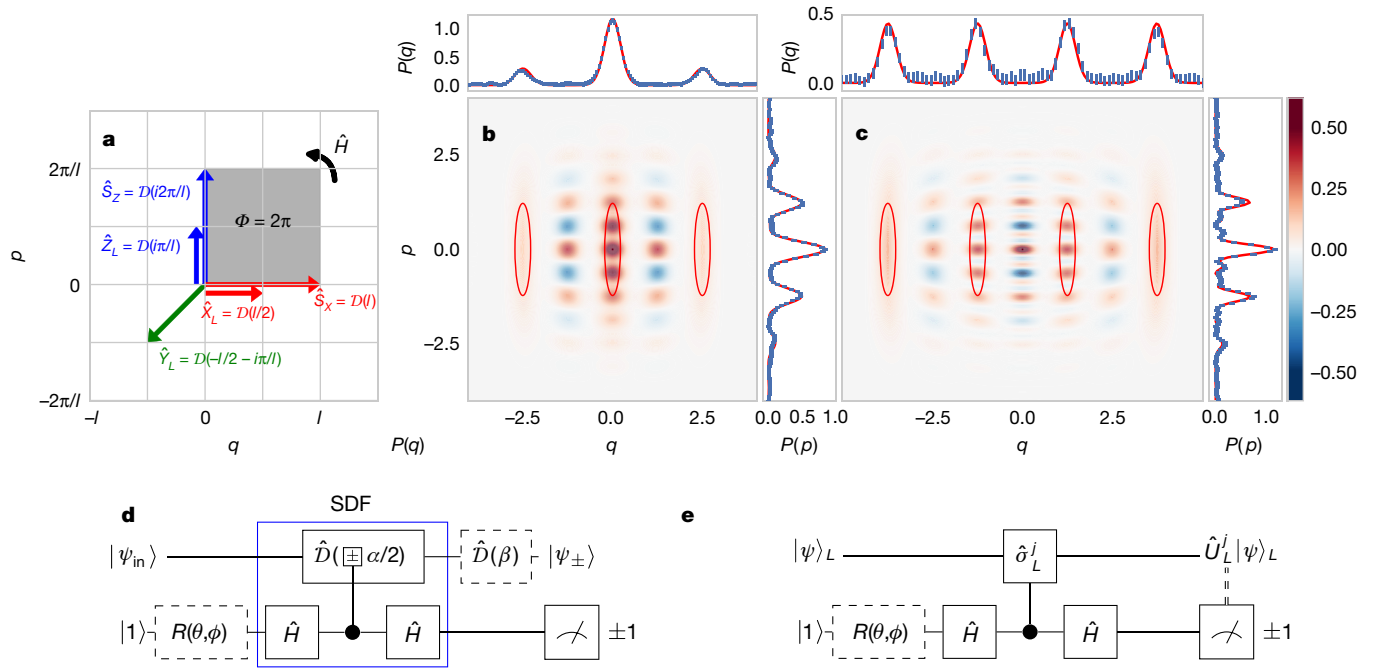 P(q)
1.0
0.5
0.0
P(q)
0.5
0.0
a
Ĥ
2π/l
0
−2π/l
p
Ŝ_Z = 𝒟(i2π/l)
Φ = 2π
Ẑ_L = 𝒟(iπ/l)
X̂_L = 𝒟(l/2)
Ŝ_X = 𝒟(l)
Ŷ_L = 𝒟(−l/2 − iπ/l)
−l
0
l
q
P(q)
b
2.5
0.0
−2.5
p
−2.5
0.0
2.5
q
0.0
0.5
1.0
P(p)
c
−2.5
0.0
2.5
q
0.0
1.0
P(p)
0.50
0.25
0.00
−0.25
−0.50
d
SDF
|ψ_in⟩
𝒟̂(± α/2)
𝒟̂(β)
|ψ_±⟩
|1⟩
R(θ,ϕ)
Ĥ
Ĥ
±1
e
|ψ⟩_L
σ̂_L^j
Û_L^j |ψ⟩_L
|1⟩
R(θ,ϕ)
Ĥ
Ĥ
±1